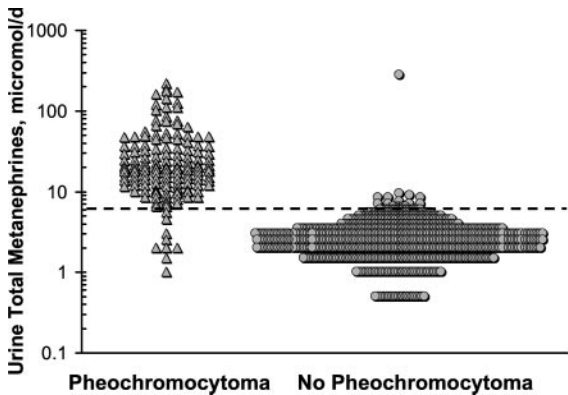 Urine Total Metanephrines, micromol/d
1000
100
10
1
0.1
Pheochromocytoma
No Pheochromocytoma